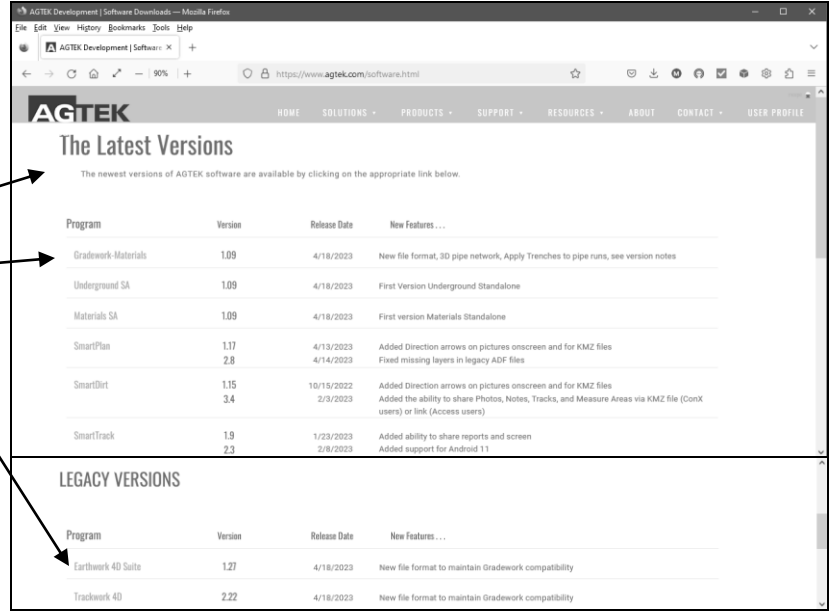 AGTEK Development | Software Downloads — Mozilla Firefox
File Edit View History Bookmarks Tools Help
AGTEK Development | Software
90%
https://www.agtek.com/software.html
AGTEK
HOME SOLUTIONS PRODUCTS SUPPORT RESOURCES ABOUT CONTACT USER PROFILE
The Latest Versions
The newest versions of AGTEK software are available by clicking on the appropriate link below.
Program Version Release Date New Features . . .
Gradework-Materials 1.09 4/18/2023 New file format, 3D pipe network, Apply Trenches to pipe runs, see version notes
Underground SA 1.09 4/18/2023 First Version Underground Standalone
Materials SA 1.09 4/18/2023 First version Materials Standalone
SmartPlan 1.17 4/13/2023 Added Direction arrows on pictures onscreen and for KMZ files
2.8 4/14/2023 Fixed missing layers in legacy ADF files
SmartDirt 1.15 10/15/2022 Added Direction arrows on pictures onscreen and for KMZ files
3.4 2/3/2023 Added the ability to share Photos, Notes, Tracks, and Measure Areas via KMZ file (ConX
users) or link (Access users)
SmartTrack 1.9 1/23/2023 Added ability to share reports and screen
2.3 2/8/2023 Added support for Android 11
LEGACY VERSIONS
Program Version Release Date New Features . . .
Earthwork 4D Suite 1.27 4/18/2023 New file format to maintain Gradework compatibility
Trackwork 4D 2.22 4/18/2023 New file format to maintain Gradework compatibility